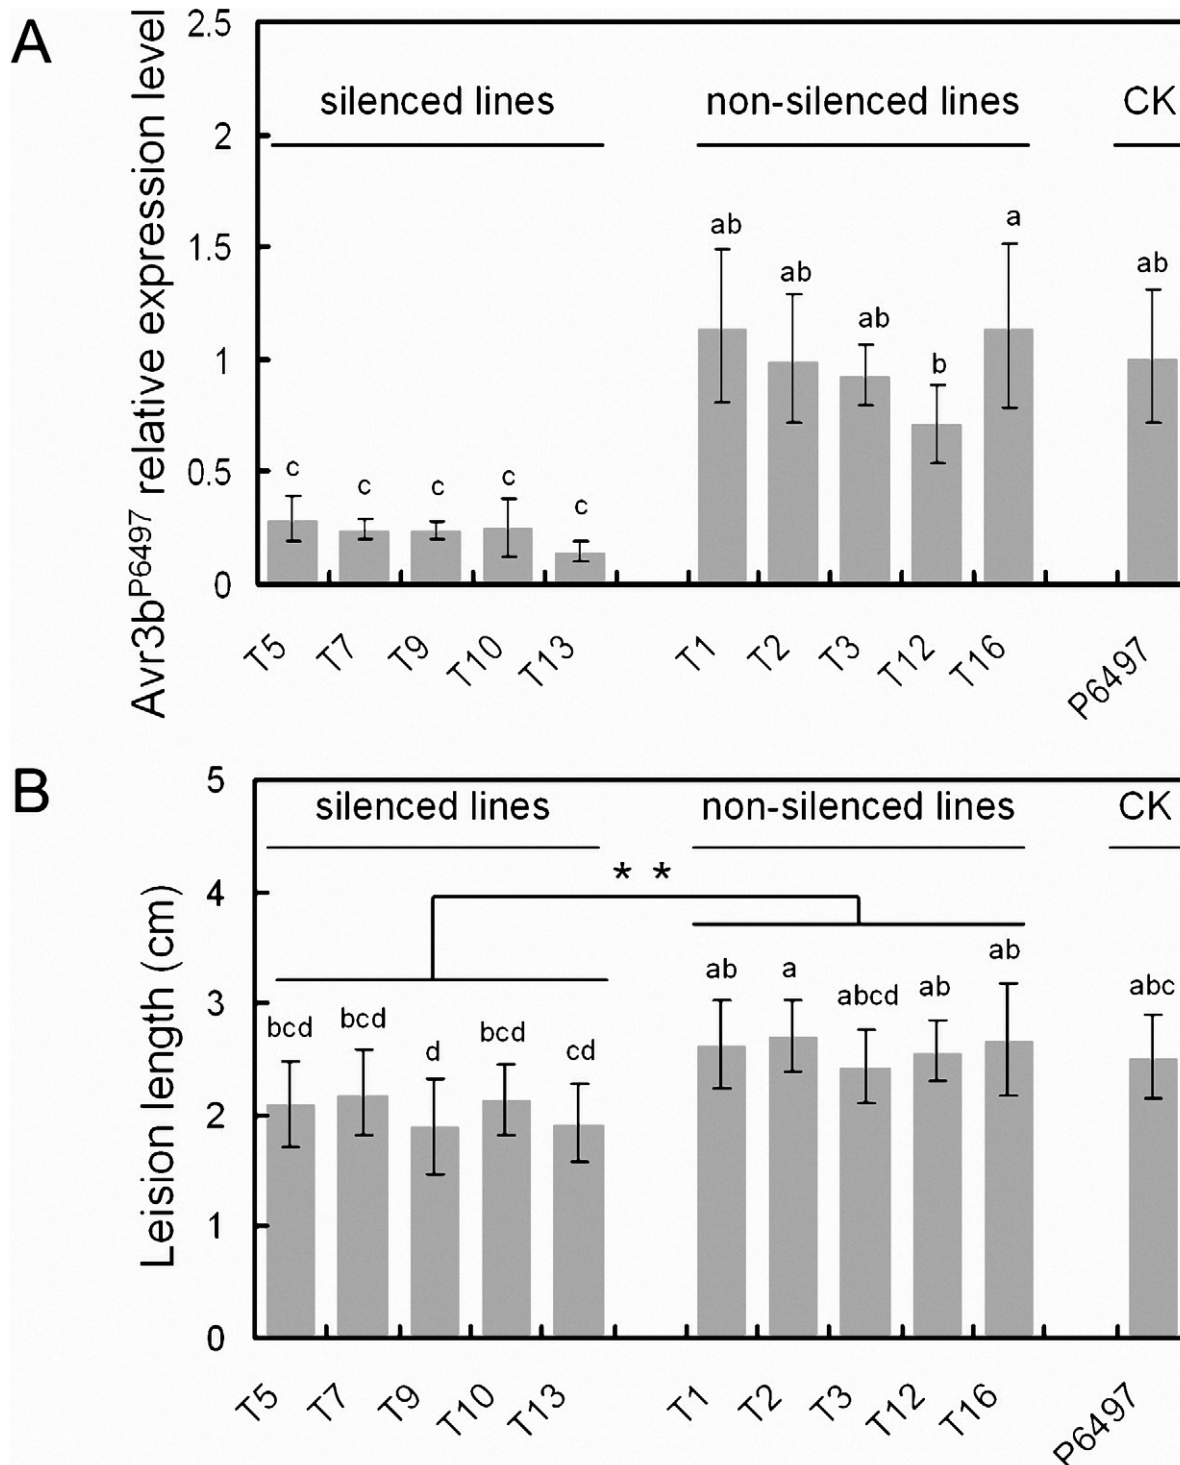 A
Avr3bP6497 relative expression level
2.5
2
1.5
1
0.5
0
silenced lines
non-silenced lines
CK
c
c
c
c
c
ab
ab
ab
b
a
ab
T5
T7
T9
T10
T13
T1
T2
T3
T12
T16
P6497
B
Leision length (cm)
5
4
3
2
1
0
silenced lines
non-silenced lines
CK
* *
bcd
bcd
d
bcd
cd
ab
a
abcd
ab
ab
abc
T5
T7
T9
T10
T13
T1
T2
T3
T12
T16
P6497